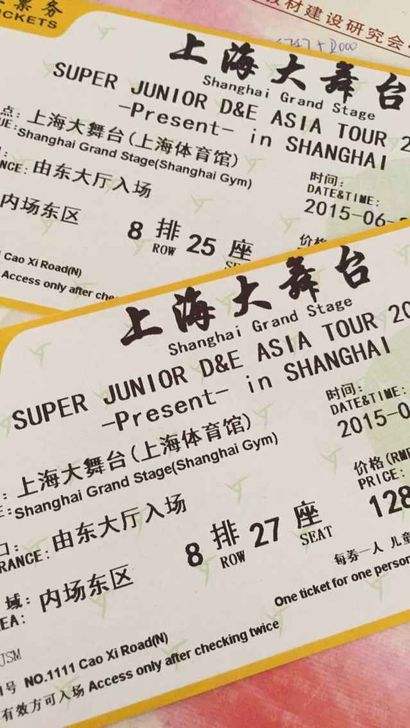 票务
TICKETS
教材建设研究会
上海大舞台
Shanghai Grand Stage
SUPER JUNIOR D&E ASIA TOUR 2
-Present- in SHANGHAI
点: 上海大舞台(上海体育馆)
UE:Shanghai Grand Stage(Shanghai Gym)
时间:
DATE&TIME:
2015-06-
由东大厅入场
内场东区
8 排 25 座
ROW
价格
Cao Xi Road(N)
Access only after che
上海大舞台
Shanghai Grand Stage
SUPER JUNIOR D&E ASIA TOUR 20
-Present- in SHANGHAI
: 上海大舞台(上海体育馆)
:Shanghai Grand Stage(Shanghai Gym)
时间:
DATE&TIME:
2015-0
口: 由东大厅入场
RANCE:
价格(RM
PRICE:
128
域: 内场东区
EA:
8 排 27 座
ROW SEAT
每券一人 儿童
One ticket for one person
JSM
号 NO.1111 Cao Xi Road(N)
有效方可入场 Access only after checking twice